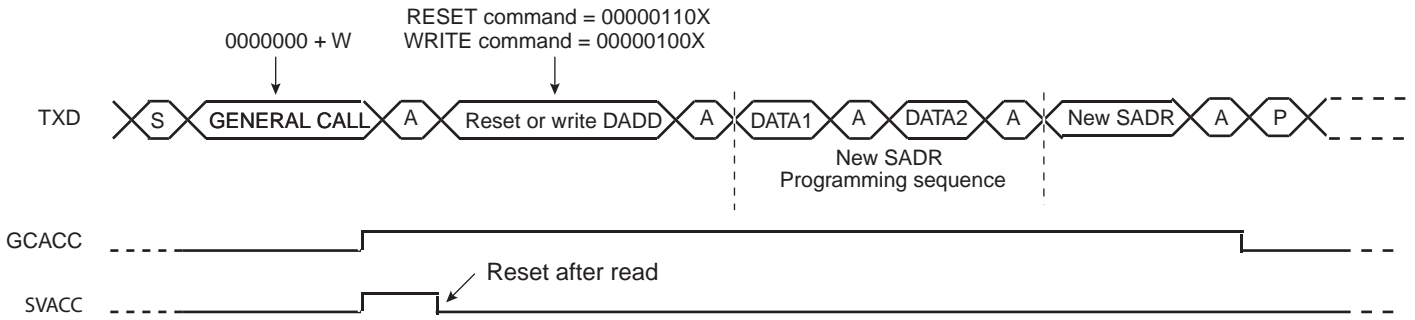 RESET command = 00000110X
0000000 + W
WRITE command = 00000100X
TXD
S
GENERAL CALL
A
Reset or write DADD
A
DATA1
A
DATA2
A
New SADR
A
P
New SADR
Programming sequence
GCACC
Reset after read
SVACC